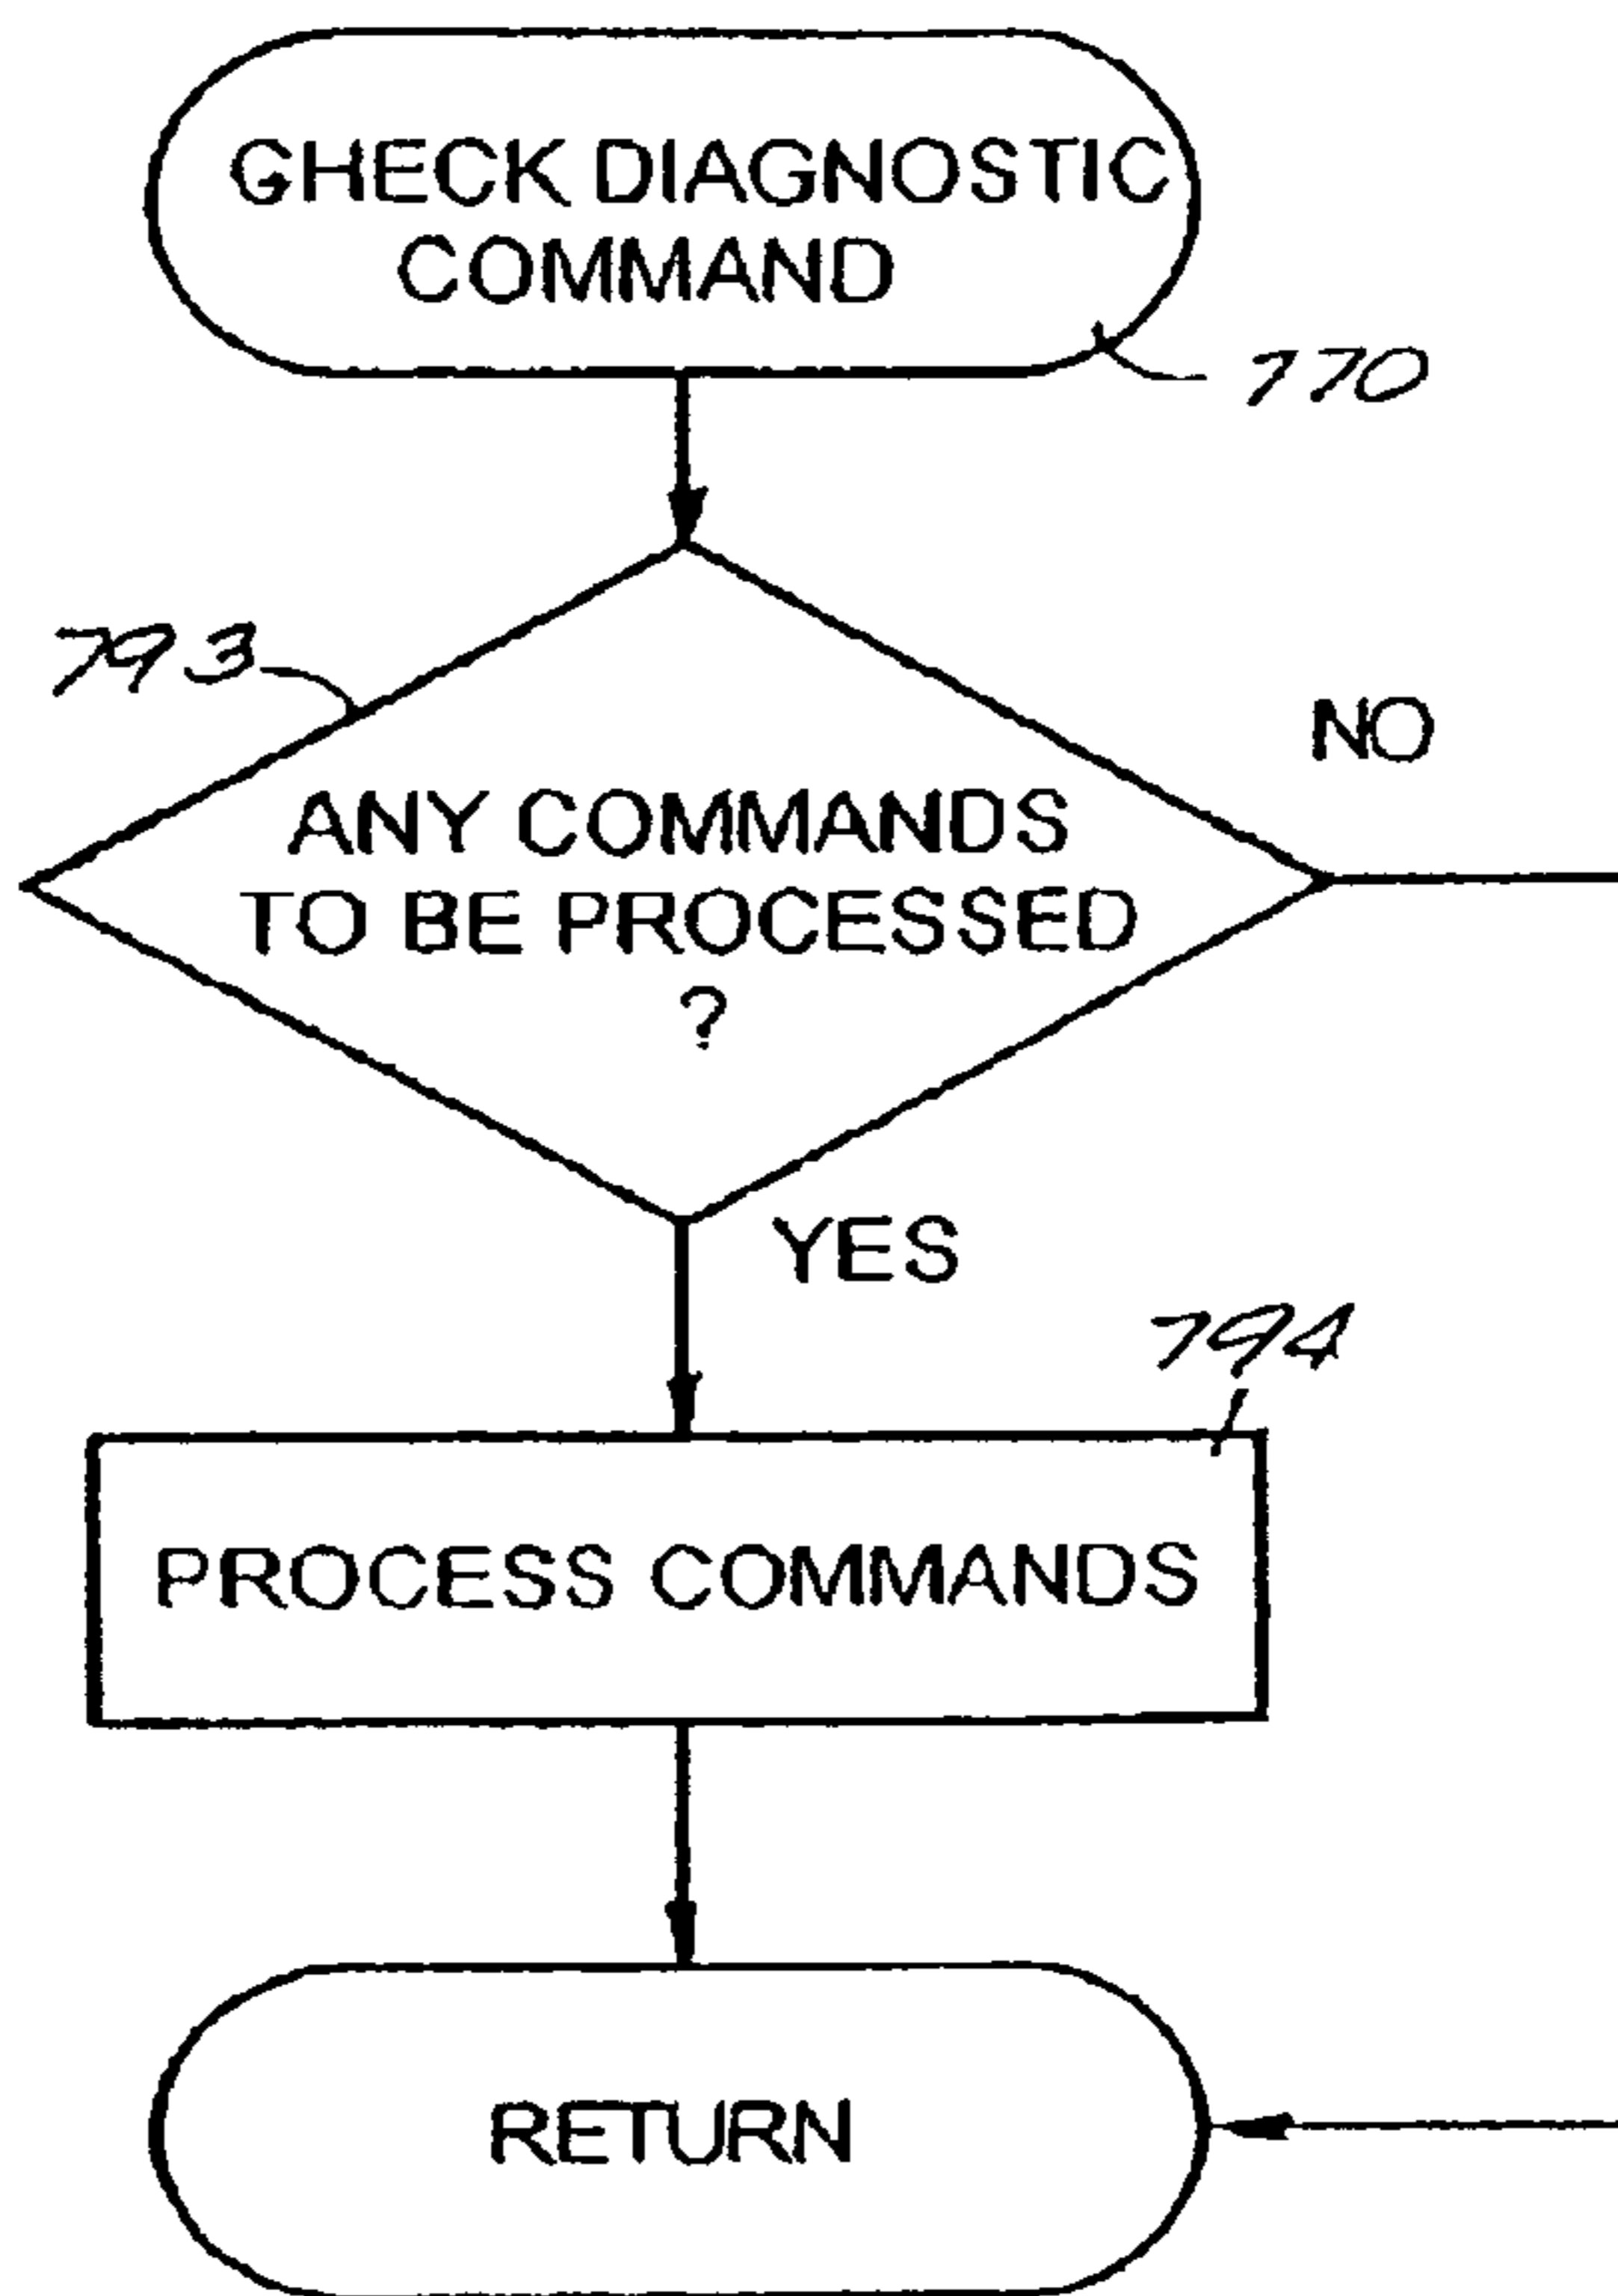 GHECK DIAGNOSTIC
COMMAND
770
793
NO
ANY COMMANDS
TO BE PROCESSED
?
YES
794
PROCESS COMMANDS
RETURN